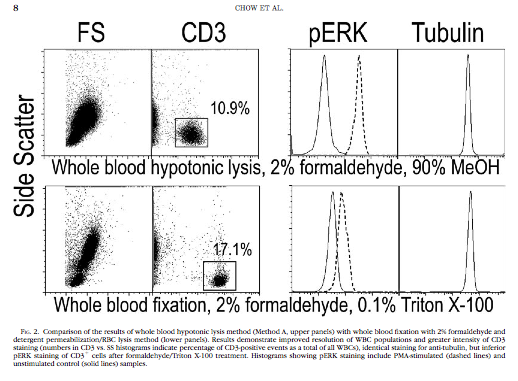 8
CHOW ET AL.
FS CD3 pERK Tubulin
Side Scatter
10.9%
Whole blood hypotonic lysis, 2% formaldehyde, 90% MeOH
17.1%
Whole blood fixation, 2% formaldehyde, 0.1% Triton X-100
FIG. 2. Comparison of the results of whole blood hypotonic lysis method (Method A, upper panels) with whole blood fixation with 2% formaldehyde and
detergent permeabilization/RBC lysis method (lower panels). Results demonstrate improved resolution of WBC populations and greater intensity of CD3
staining (numbers in CD3 vs. SS histograms indicate percentage of CD3-positive events as a total of all WBCs), identical staining for anti-tubulin, but inferior
pERK staining of CD3⁺ cells after formaldehyde/Triton X-100 treatment. Histograms showing pERK staining include PMA-stimulated (dashed lines) and
unstimulated control (solid lines) samples.